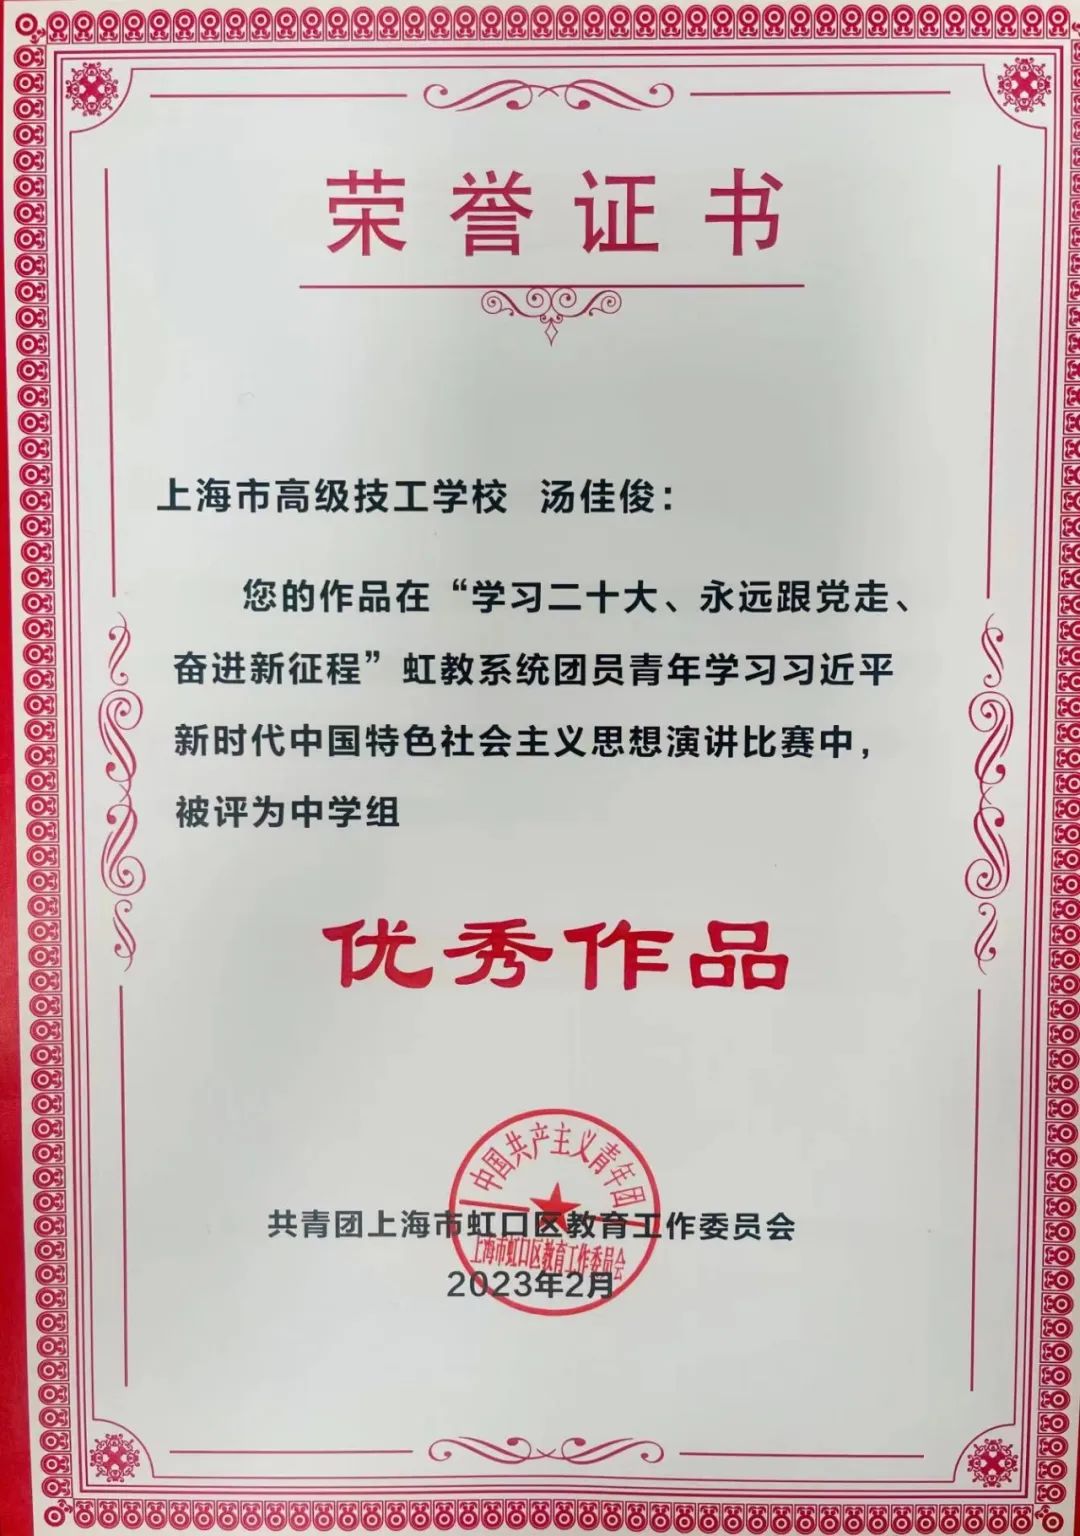 荣誉证书
上海市高级技工学校 汤佳俊：
您的作品在“学习二十大、永远跟党走、
奋进新征程”虹教系统团员青年学习习近平
新时代中国特色社会主义思想演讲比赛中，
被评为中学组
优秀作品
中国共产主义青年团
共青团上海市虹口区教育工作委员会
上海市虹口区教育工作委员会
2023年2月